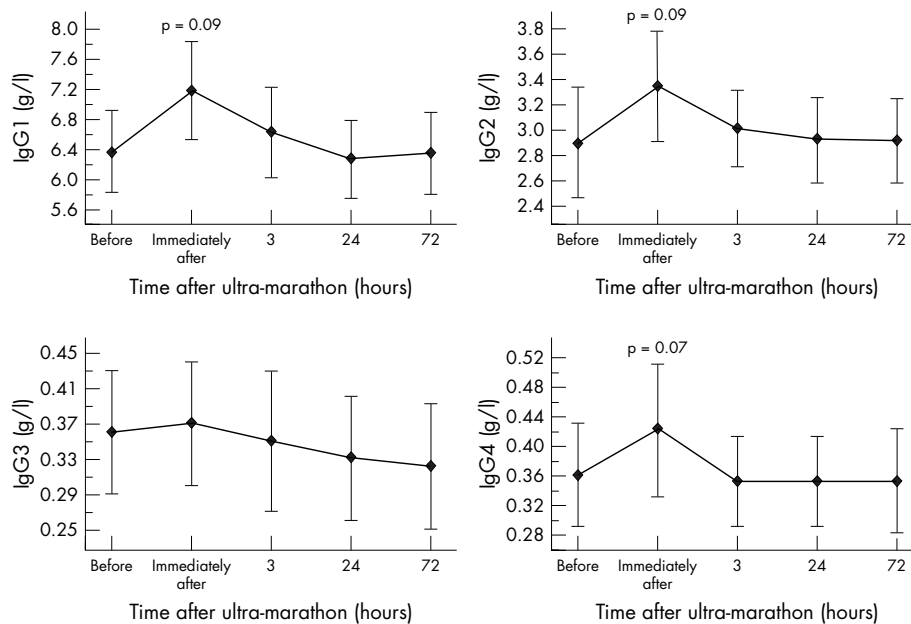 p = 0.09
8.0
7.6
7.2
6.8
6.4
6.0
5.6
IgG1 (g/l)
Before
Immediately
after
3
24
72
Time after ultra-marathon (hours)
p = 0.09
3.8
3.6
3.4
3.2
3.0
2.8
2.6
2.4
IgG2 (g/l)
Before
Immediately
after
3
24
72
Time after ultra-marathon (hours)
0.45
0.41
0.37
0.33
0.29
0.25
IgG3 (g/l)
Before
Immediately
after
3
24
72
Time after ultra-marathon (hours)
p = 0.07
0.52
0.48
0.44
0.40
0.36
0.32
0.28
IgG4 (g/l)
Before
Immediately
after
3
24
72
Time after ultra-marathon (hours)